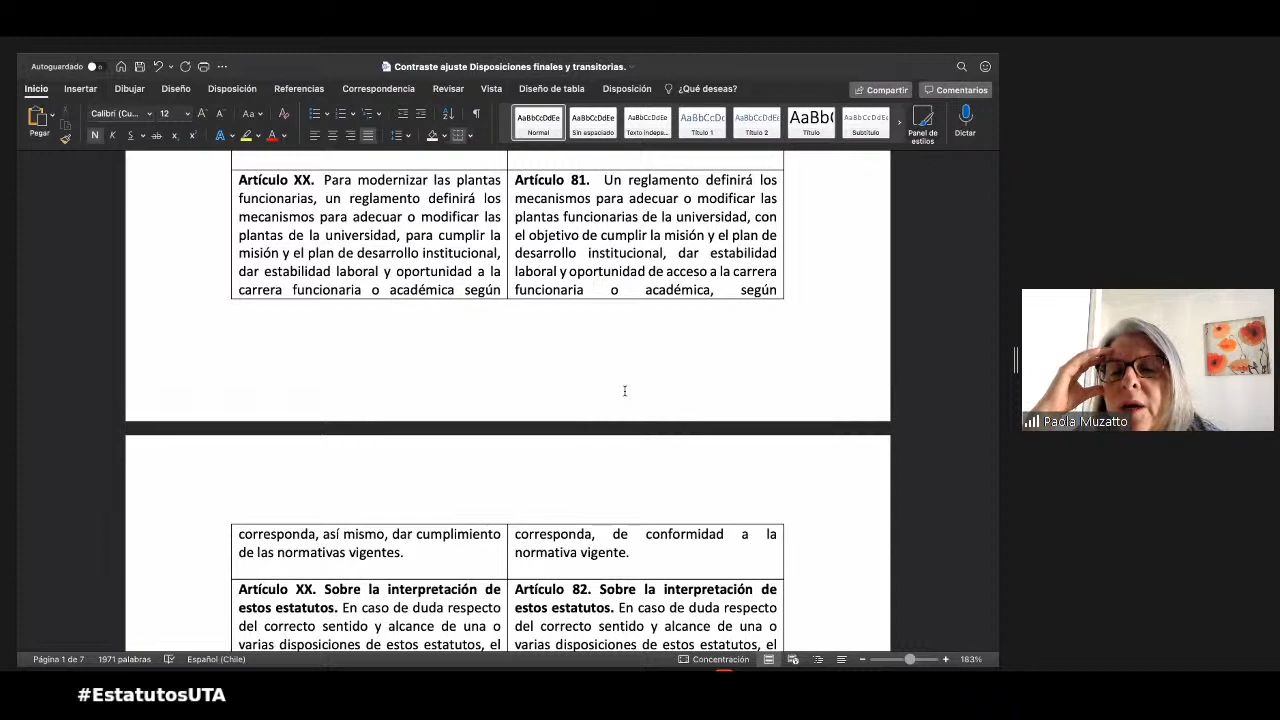 Autoguardado
Contraste ajuste Disposiciones finales y transitorias.
Inicio Insertar Dibujar Diseño Disposición Referencias Correspondencia Revisar Vista Diseño de tabla Disposición ¿Qué deseas? Compartir Comentarios
Pegar
Calibri (Cu... 12
AaBbCcDdEe Normal
AaBbCcDdEe Sin espaciado
AaBbCcDdEe Texto indepe...
AaBbCcDc Título 1
AaBbCcDdEe Título 2
AaBb( Título
AaBbCcDdEe Subtítulo
Panel de estilos
Dictar
Artículo XX. Para modernizar las plantas
funcionarias, un reglamento definirá los
mecanismos para adecuar o modificar las
plantas de la universidad, para cumplir la
misión y el plan de desarrollo institucional,
dar estabilidad laboral y oportunidad a la
carrera funcionaria o académica según
Artículo 81. Un reglamento definirá los
mecanismos para adecuar o modificar las
plantas funcionarias de la universidad, con
el objetivo de cumplir la misión y el plan de
desarrollo institucional, dar estabilidad
laboral y oportunidad de acceso a la carrera
funcionaria o académica, según
corresponda, así mismo, dar cumplimiento
de las normativas vigentes.
corresponda, de conformidad a la
normativa vigente.
Artículo XX. Sobre la interpretación de
estos estatutos. En caso de duda respecto
del correcto sentido y alcance de una o
varias disposiciones de estos estatutos, el
Artículo 82. Sobre la interpretación de
estos estatutos. En caso de duda respecto
del correcto sentido y alcance de una o
varias disposiciones de estos estatutos, el
Paola Muzatto
Página 1 de 7 1971 palabras Español (Chile) Concentración 183%
#EstatutosUTA